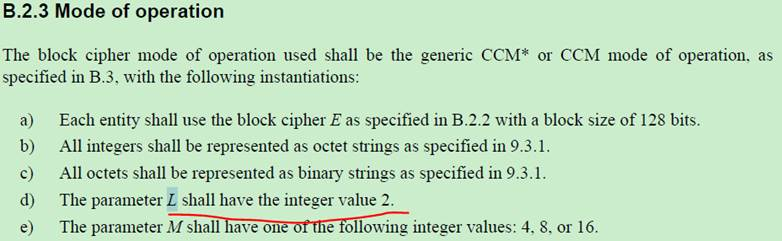 B.2.3 Mode of operation
The block cipher mode of operation used shall be the generic CCM* or CCM mode of operation, as
specified in B.3, with the following instantiations:
a) Each entity shall use the block cipher E as specified in B.2.2 with a block size of 128 bits.
b) All integers shall be represented as octet strings as specified in 9.3.1.
c) All octets shall be represented as binary strings as specified in 9.3.1.
d) The parameter L shall have the integer value 2.
e) The parameter M shall have one of the following integer values: 4, 8, or 16.